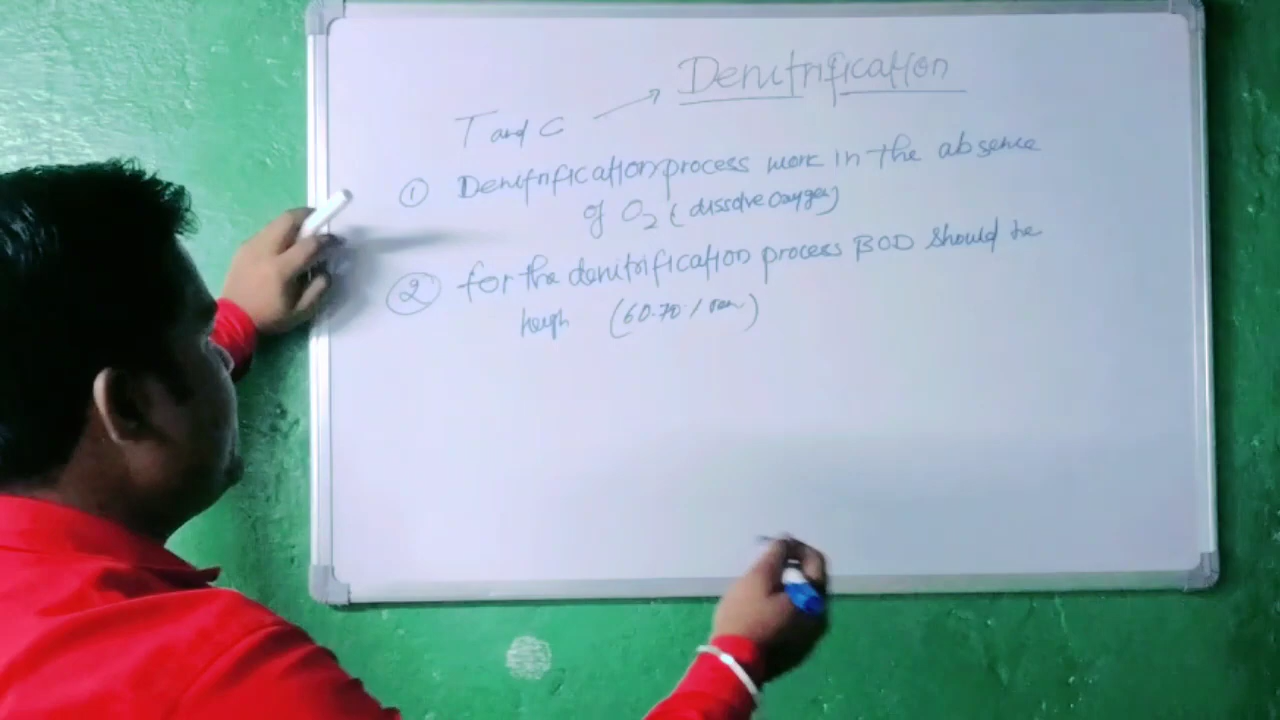 Denitrification
T and C
① Denitrification process work in the absence
of O2 (dissolve oxygen)
② for the denitrification process BOD should be
high (60-70